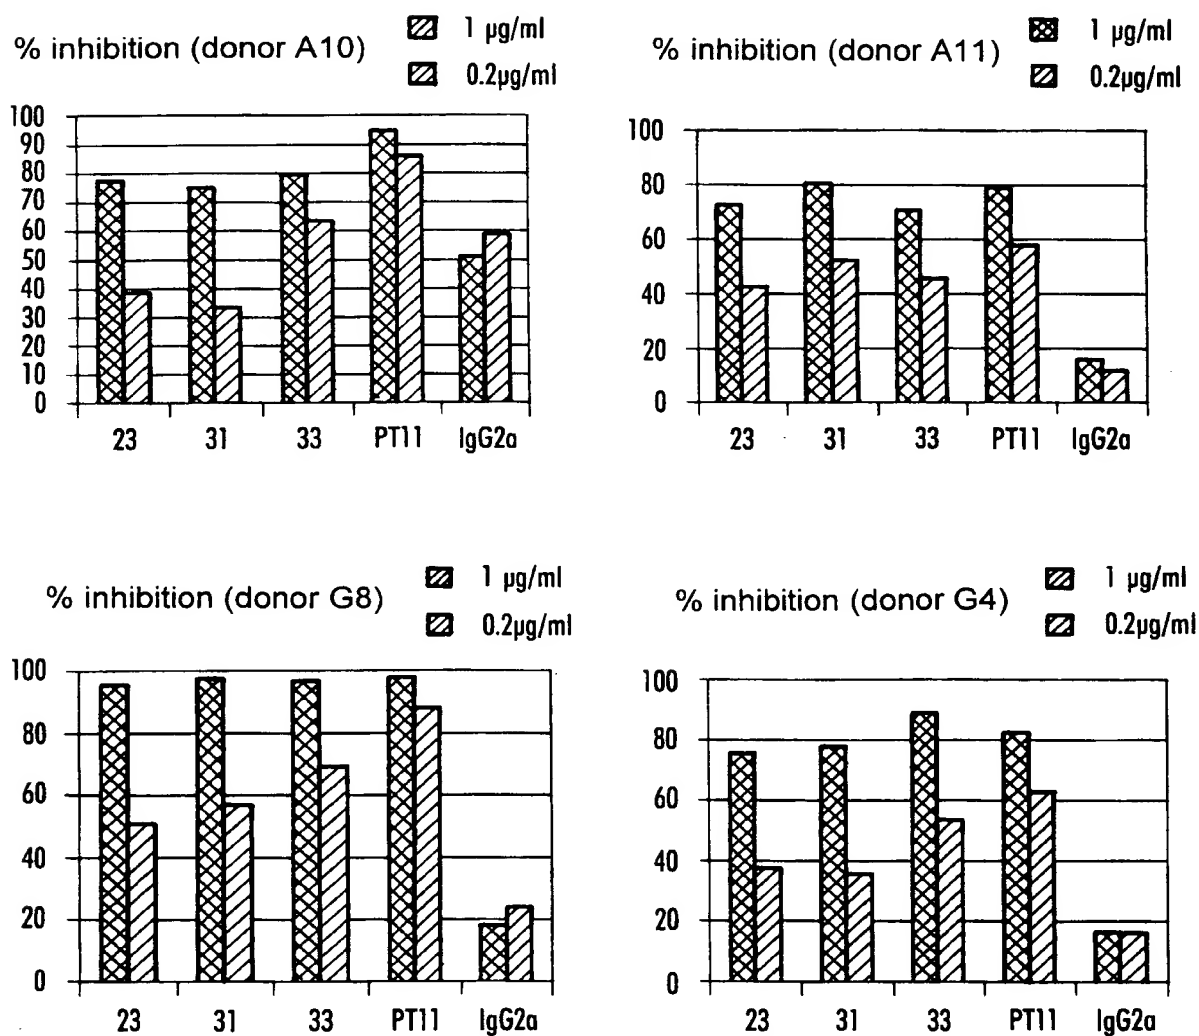 % inhibition (donor A10)
1 µg/ml
0.2µg/ml
100
90
80
70
60
50
40
30
20
10
0
23 31 33 PT11 IgG2a
% inhibition (donor A11)
1 µg/ml
0.2µg/ml
100
80
60
40
20
0
23 31 33 PT11 IgG2a
% inhibition (donor G8)
1 µg/ml
0.2µg/ml
100
80
60
40
20
0
23 31 33 PT11 IgG2a
% inhibition (donor G4)
1 µg/ml
0.2µg/ml
100
80
60
40
20
0
23 31 33 PT11 IgG2a